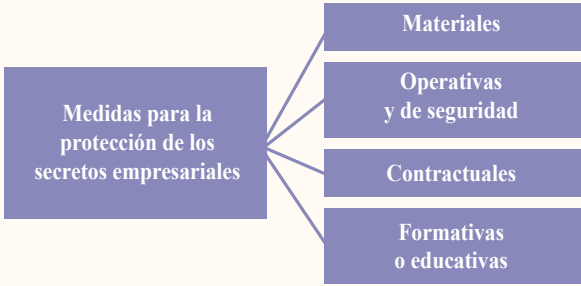 Medidas para la
protección de los
secretos empresariales
Materiales
Operativas
y de seguridad
Contractuales
Formativas
o educativas